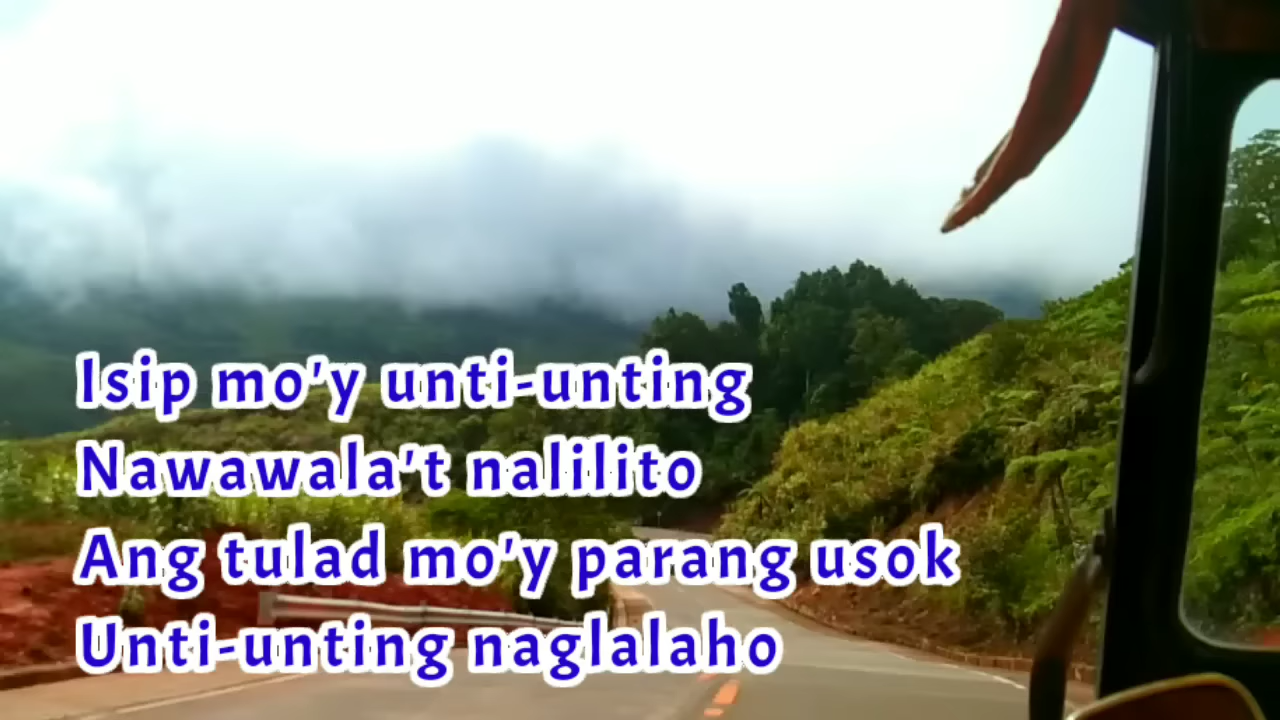 Isip mo'y unti-unting
Nawawala't nalilito
Ang tulad mo'y parang usok
Unti-unting naglalaho